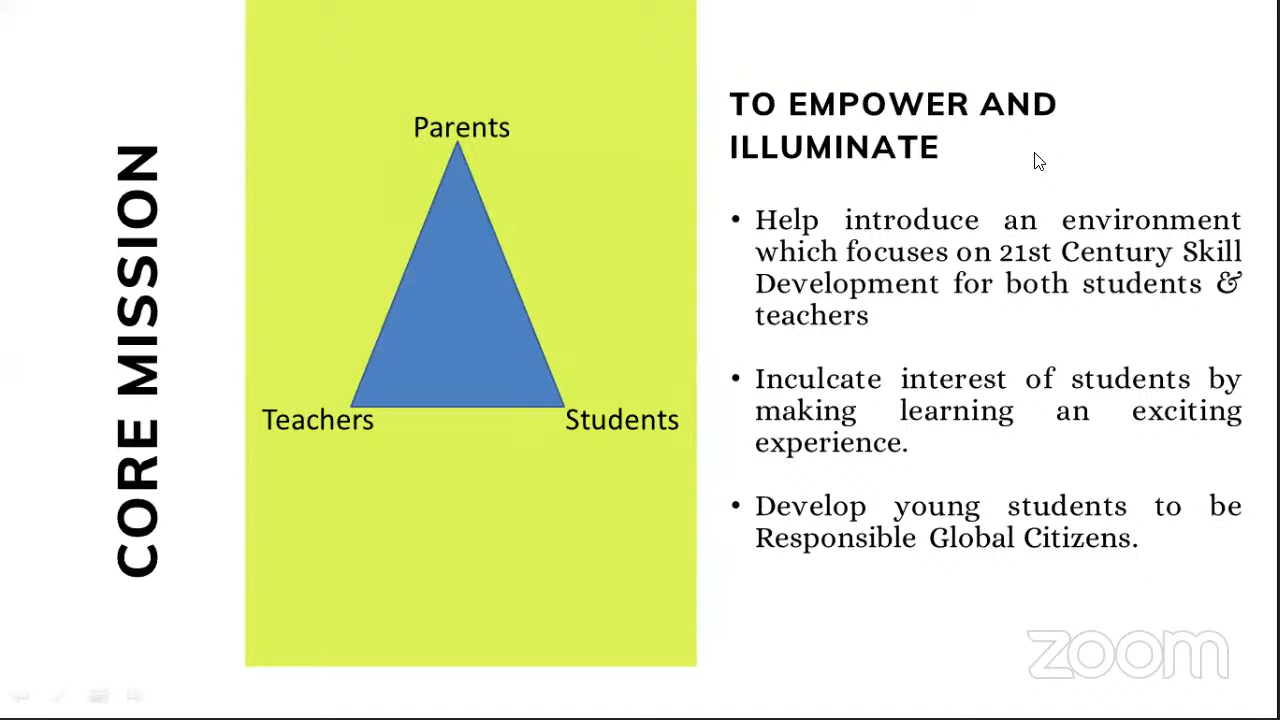 CORE MISSION
Parents
Teachers
Students
TO EMPOWER AND
ILLUMINATE
• Help introduce an environment
which focuses on 21st Century Skill
Development for both students &
teachers
• Inculcate interest of students by
making learning an exciting
experience.
• Develop young students to be
Responsible Global Citizens.
zoom